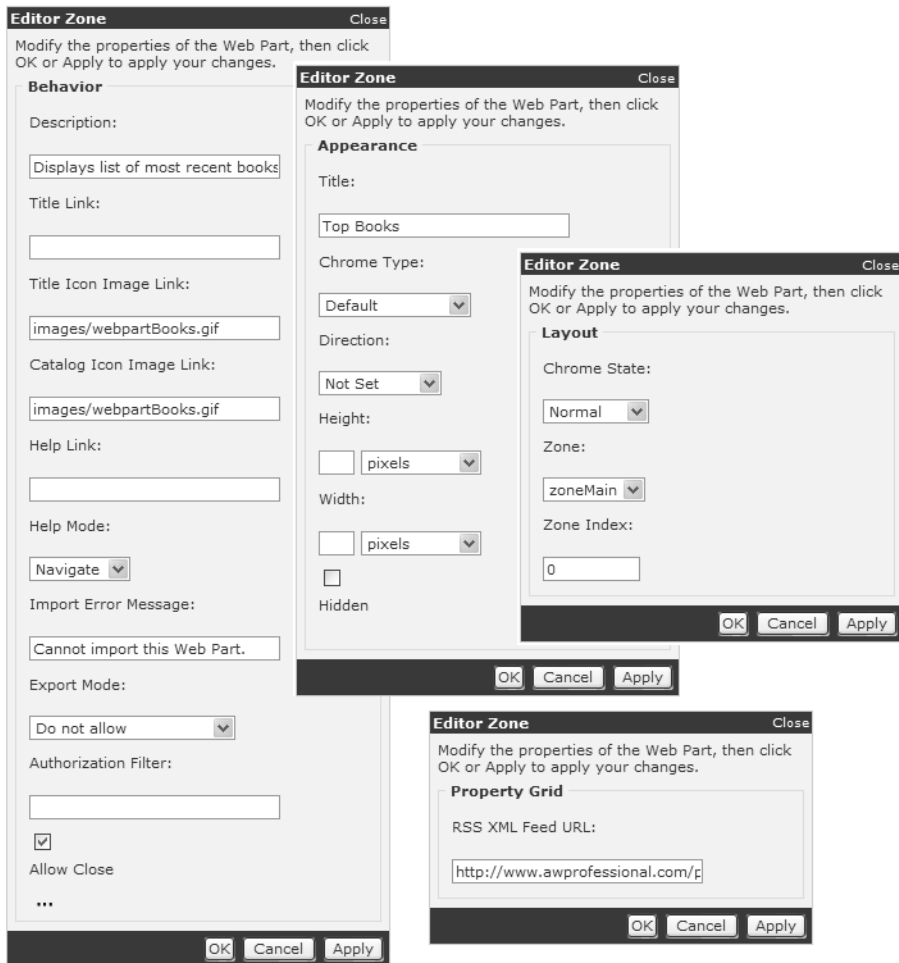 Editor Zone Close
Modify the properties of the Web Part, then click
OK or Apply to apply your changes.
Behavior
Description:
Displays list of most recent books
Title Link:
Title Icon Image Link:
images/webpartBooks.gif
Catalog Icon Image Link:
images/webpartBooks.gif
Help Link:
Help Mode:
Navigate
Import Error Message:
Cannot import this Web Part.
Export Mode:
Do not allow
Authorization Filter:
Allow Close
...
OK Cancel Apply
Editor Zone Close
Modify the properties of the Web Part, then click
OK or Apply to apply your changes.
Appearance
Title:
Top Books
Chrome Type:
Default
Direction:
Not Set
Height:
pixels
Width:
pixels
Hidden
OK Cancel Apply
Editor Zone Close
Modify the properties of the Web Part, then click
OK or Apply to apply your changes.
Layout
Chrome State:
Normal
Zone:
zoneMain
Zone Index:
0
OK Cancel Apply
Editor Zone Close
Modify the properties of the Web Part, then click
OK or Apply to apply your changes.
Property Grid
RSS XML Feed URL:
http://www.awprofessional.com/p
OK Cancel Apply